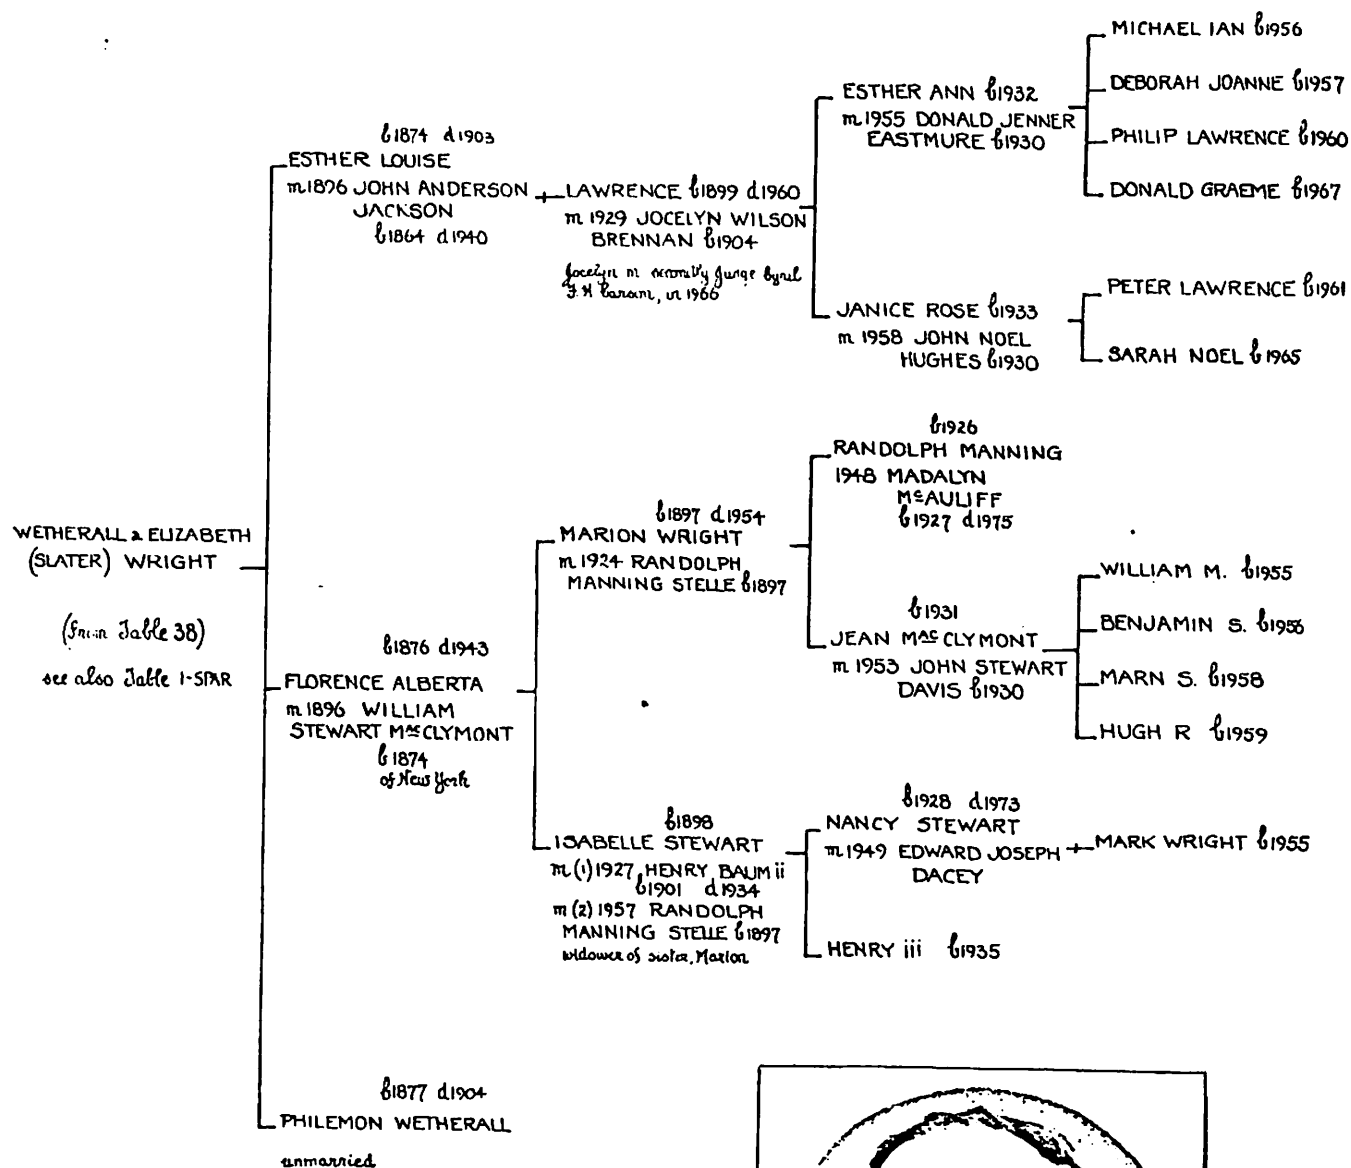 WETHERALL & ELIZABETH
(SLATER) WRIGHT
(from Table 38)
see also Table 1-SPAR
b1874 d1903
ESTHER LOUISE
m1896 JOHN ANDERSON
JACKSON
b1864 d1940
LAWRENCE b1899 d1960
m 1929 JOCELYN WILSON
BRENNAN b1904
Jocelyn m secondly Judge
F. H. in 1966
ESTHER ANN b1932
m 1955 DONALD JENNER
EASTMURE b1930
MICHAEL IAN b1956
DEBORAH JOANNE b1957
PHILIP LAWRENCE b1960
DONALD GRAEME b1967
JANICE ROSE b1933
m 1958 JOHN NOEL
HUGHES b1930
PETER LAWRENCE b1961
SARAH NOEL b1965
b1876 d1943
FLORENCE ALBERTA
m1896 WILLIAM
STEWART MacCLYMONT
b1874
of New York
b1897 d1954
MARION WRIGHT
m 1924 RANDOLPH
MANNING STELLE b1897
b1926
RANDOLPH MANNING
1948 MADALYN
McAULIFF
b1927 d1975
b1931
JEAN MacCLYMONT
m 1953 JOHN STEWART
DAVIS b1930
WILLIAM M. b1955
BENJAMIN S.
MARN S. b1958
HUGH R b1959
b1898
ISABELLE STEWART
m (1) 1927 HENRY BAUM ii
b1901 d1934
m (2) 1957 RANDOLPH
MANNING STELLE b1897
widower of sister, Marion
b1928 d1973
NANCY STEWART
m1949 EDWARD JOSEPH
DACEY
MARK WRIGHT b1955
HENRY iii b1935
b1877 d1904
PHILEMON WETHERALL
unmarried